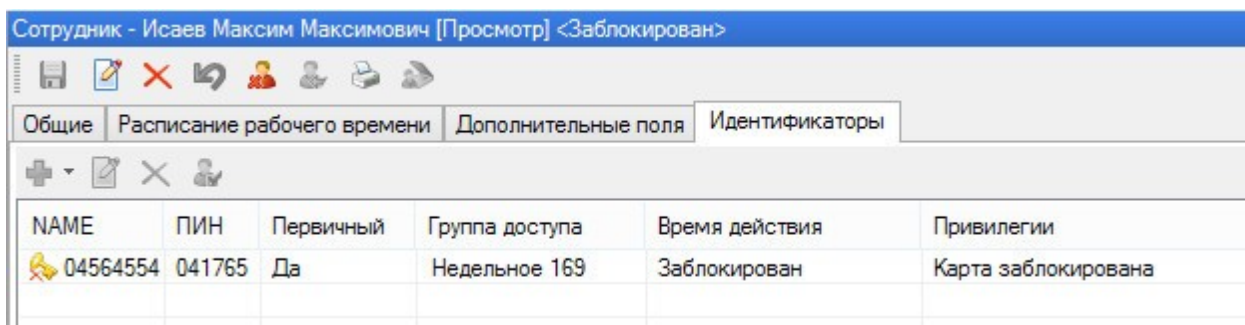 Сотрудник - Исаев Максим Максимович [Просмотр] <Заблокирован>
Общие Расписание рабочего времени Дополнительные поля Идентификаторы
NAME ПИН Первичный Группа доступа Время действия Привилегии
04564554 041765 Да Недельное 169 Заблокирован Карта заблокирована